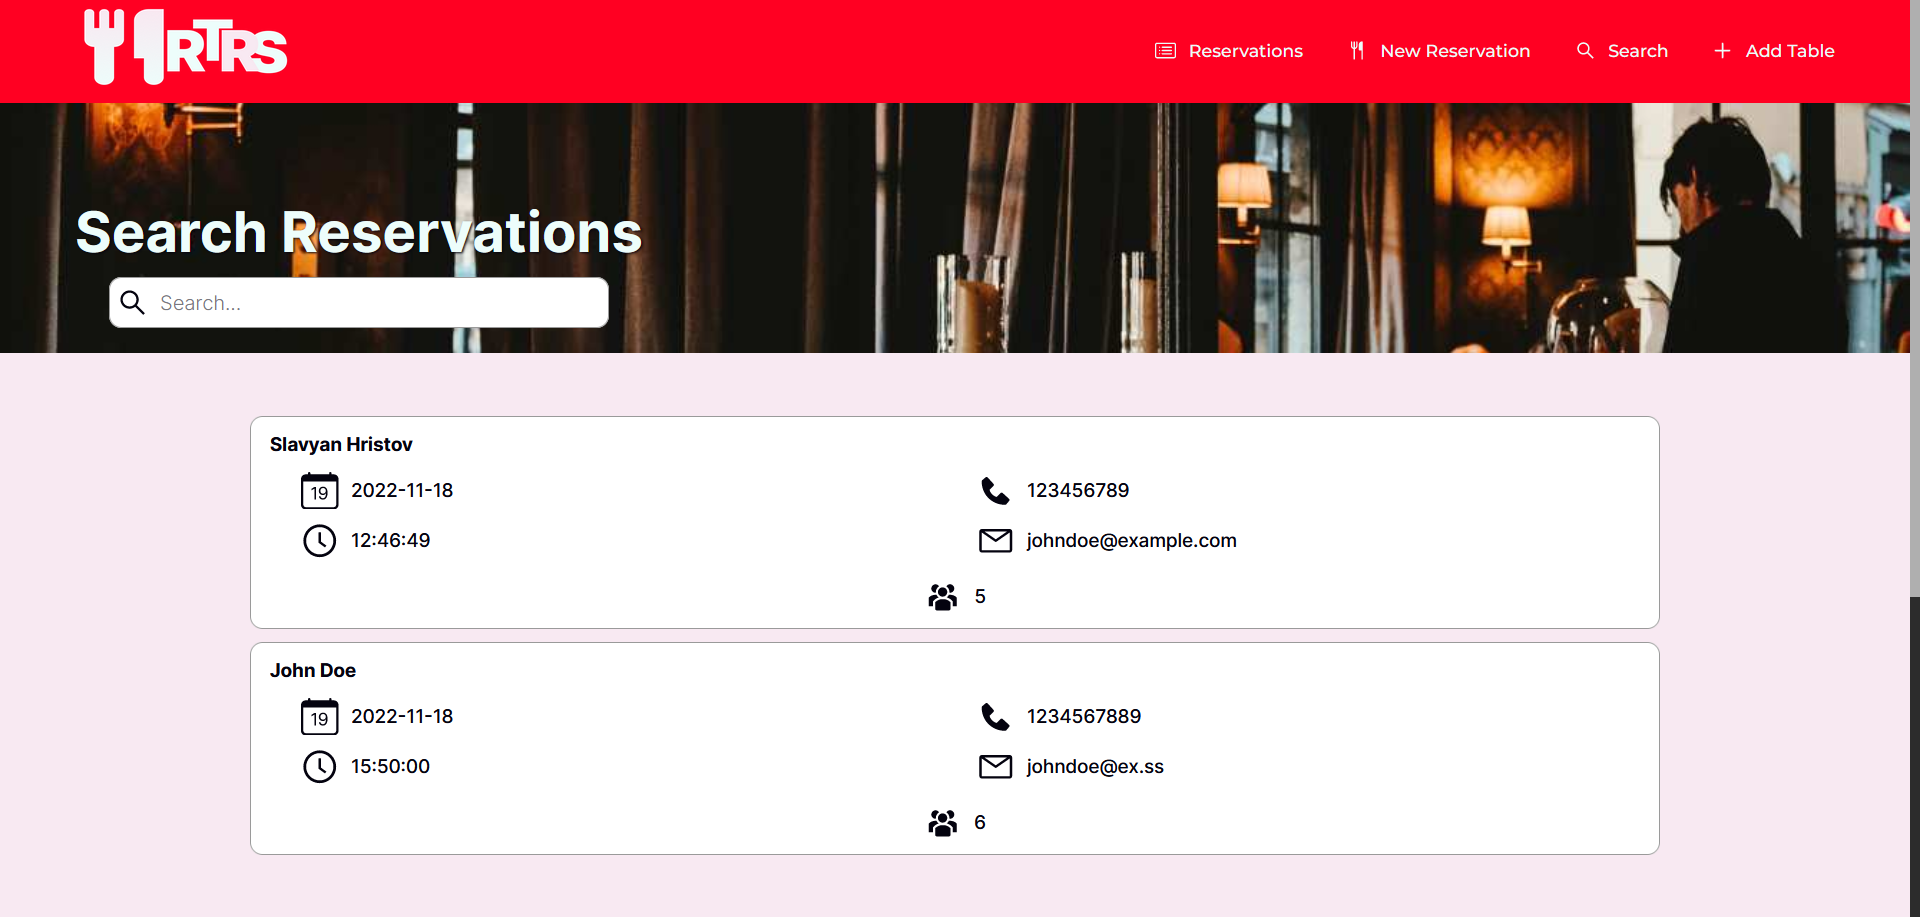 RTRS
Reservations
New Reservation
Search
Add Table
Search Reservations
Search...
Slavyan Hristov
19 2022-11-18
123456789
12:46:49
johndoe@example.com
5
John Doe
19 2022-11-18
1234567889
15:50:00
johndoe@ex.ss
6